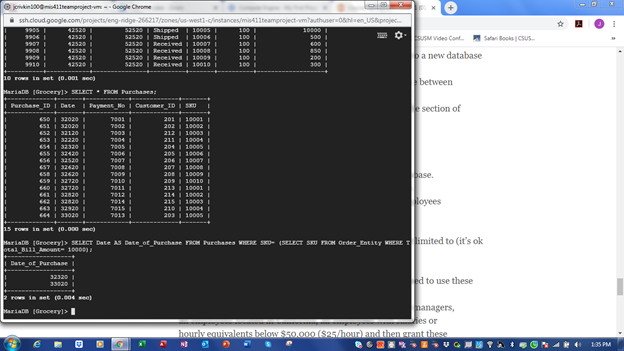 jcrivkin100@mis411teamproject-vm: ~ - Google Chrome
ssh.cloud.google.com/projects/eng-ridge-266217/zones/us-west1-c/instances/mis411teamproject-vm?authuser=0&hl=en_US&projec...
| 9905 | 42520 | 52520 | Shipped | 10005 | 100 | 10000 |
| 9906 | 42520 | 52520 | Shipped | 10006 | 100 | 500 |
| 9907 | 42520 | 52520 | Received | 10007 | 100 | 600 |
| 9908 | 42520 | 52520 | Received | 10008 | 100 | 850 |
| 9909 | 42520 | 52520 | Received | 10009 | 100 | 200 |
| 9910 | 42520 | 52520 | Received | 10010 | 100 | 300 |
10 rows in set (0.001 sec)
MariaDB [Grocery]> SELECT * FROM Purchases;
| Purchase_ID | Date | Payment_No | Customer_ID | SKU |
| 650 | 32020 | 7001 | 201 | 10001 |
| 651 | 32020 | 7002 | 202 | 10002 |
| 652 | 32120 | 7003 | 212 | 10003 |
| 653 | 32220 | 7004 | 211 | 10004 |
| 654 | 32320 | 7005 | 204 | 10005 |
| 655 | 32420 | 7006 | 205 | 10006 |
| 656 | 32520 | 7007 | 206 | 10007 |
| 657 | 32620 | 7008 | 207 | 10008 |
| 658 | 32620 | 7009 | 208 | 10009 |
| 659 | 32720 | 7010 | 209 | 10010 |
| 660 | 32720 | 7011 | 213 | 10001 |
| 661 | 32820 | 7012 | 214 | 10002 |
| 662 | 32820 | 7014 | 215 | 10003 |
| 663 | 32920 | 7015 | 210 | 10004 |
| 664 | 33020 | 7013 | 203 | 10005 |
15 rows in set (0.000 sec)
MariaDB [Grocery]> SELECT Date AS Date_of_Purchase FROM Purchases WHERE SKU= (SELECT SKU FROM Order_Entity WHERE T
otal_Bill_Amount= 10000);
| Date_of_Purchase |
| 32320 |
| 33020 |
2 rows in set (0.004 sec)
MariaDB [Grocery]>
CSUSM Video Conf...
Safari Books / CSUS...
o a new database
e between
e section of
base.
ployees
limited to (it's ok
ed to use these
managers,
es or
hourly equivalents below $50,000 ($25/hour) and then grant these
1:35 PM